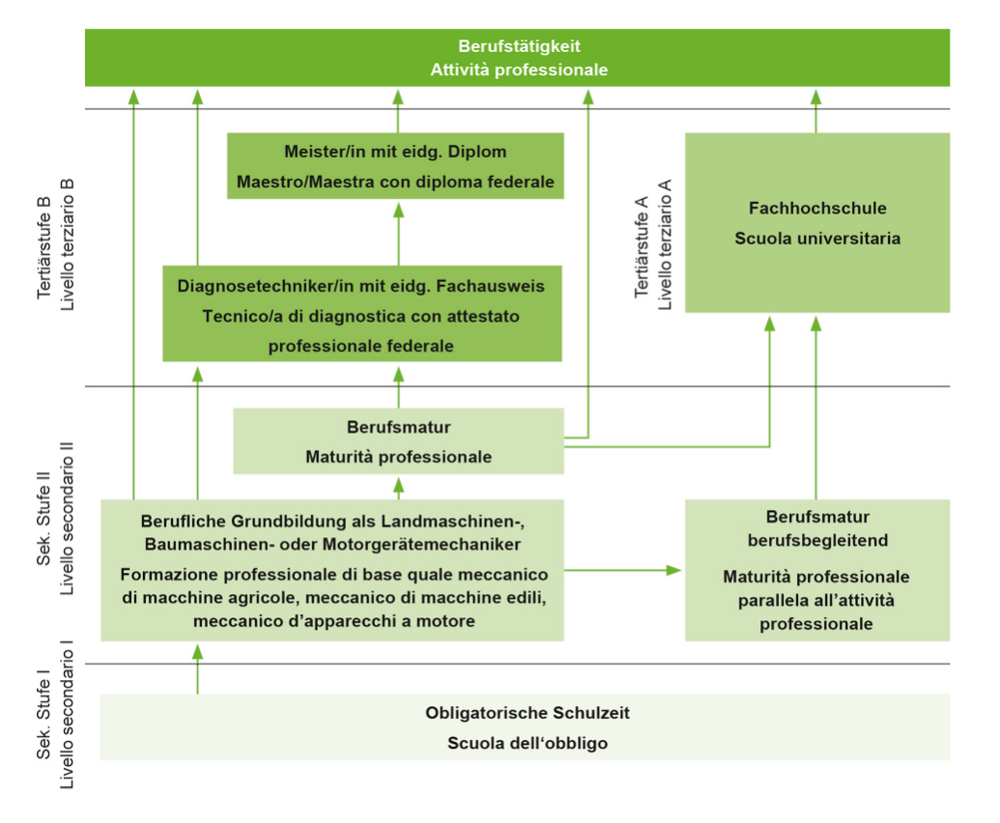 Berufstätigkeit
Attività professionale
Tertiärstufe B
Livello terziario B
Meister/in mit eidg. Diplom
Maestro/Maestra con diploma federale
Tertiärstufe A
Livello terziario A
Fachhochschule
Scuola universitaria
Diagnosetechniker/in mit eidg. Fachausweis
Tecnico/a di diagnostica con attestato
professionale federale
Sek. Stufe II
Livello secondario II
Berufsmatur
Maturità professionale
Berufliche Grundbildung als Landmaschinen-,
Baumaschinen- oder Motorgerätemechaniker
Formazione professionale di base quale meccanico
di macchine agricole, meccanico di macchine edili,
meccanico d’apparecchi a motore
Berufsmatur
berufsbegleitend
Maturità professionale
parallela all’attività
professionale
Sek. Stufe I
Livello secondario I
Obligatorische Schulzeit
Scuola dell‘obbligo